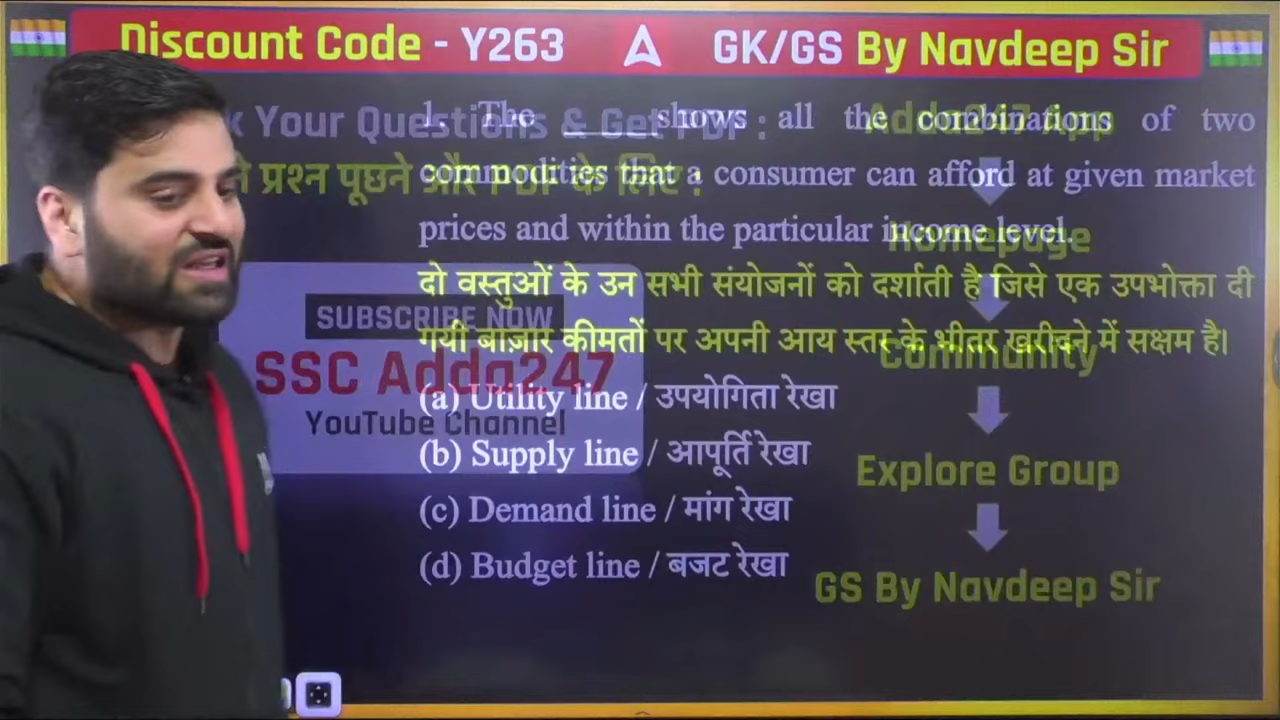 Discount Code - Y263
GK/GS By Navdeep Sir
k Your Questions & Get PDF :
प्रश्न पूछने और PDF के लिए :
1. The ______ shows all the combinations of two
commodities that a consumer can afford at given market
prices and within the particular income level.
दो वस्तुओं के उन सभी संयोजनों को दर्शाती है जिसे एक उपभोक्ता दी
गयी बाज़ार कीमतों पर अपनी आय स्तर के भीतर खरीदने में सक्षम है।
(a) Utility line / उपयोगिता रेखा
(b) Supply line / आपूर्ति रेखा
(c) Demand line / मांग रेखा
(d) Budget line / बजट रेखा
SUBSCRIBE NOW
SSC Adda247
YouTube Channel
Adda247 App
Homepage
Community
Explore Group
GS By Navdeep Sir